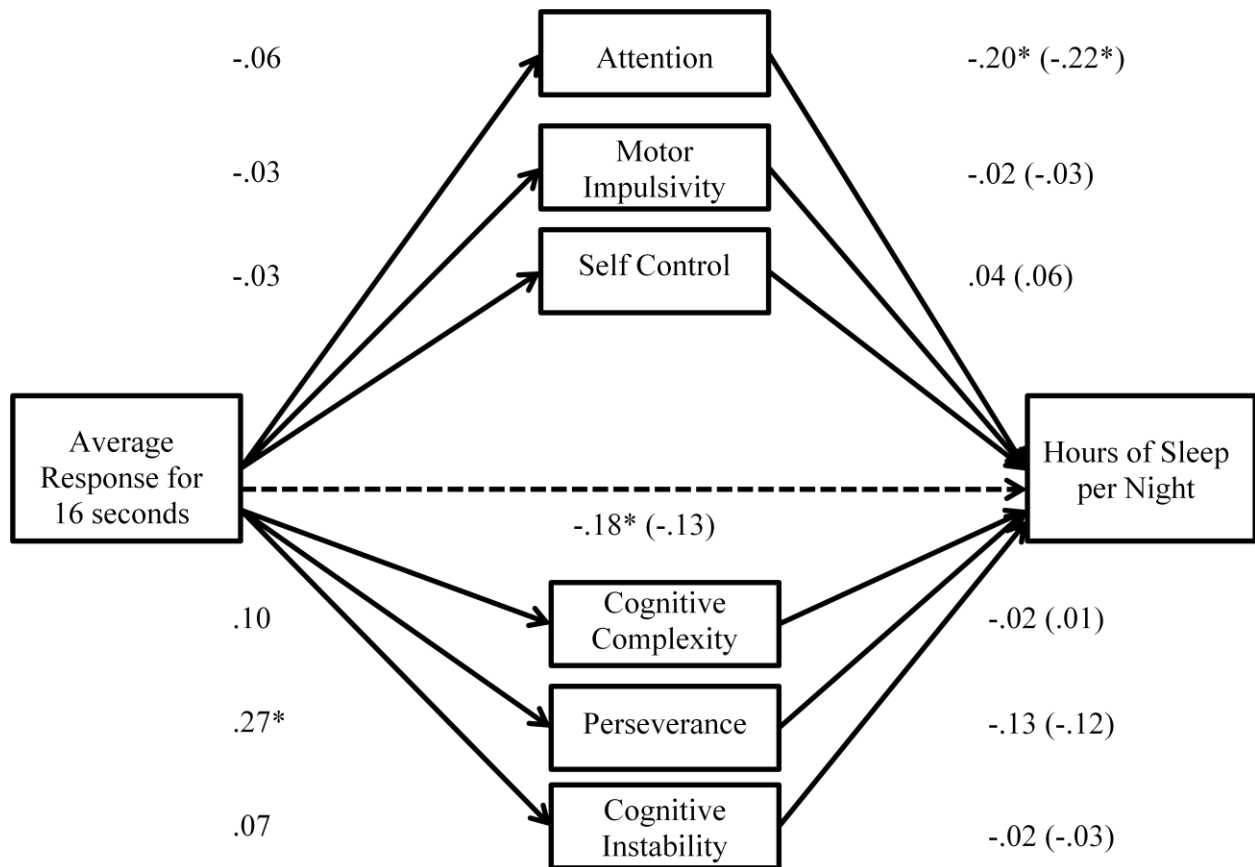 -.06
Attention
-.20* (-.22*)
-.03
Motor
Impulsivity
-.02 (-.03)
-.03
Self Control
.04 (.06)
Average
Response for
16 seconds
Hours of Sleep
per Night
-.18* (-.13)
.10
Cognitive
Complexity
-.02 (.01)
.27*
Perseverance
-.13 (-.12)
.07
Cognitive
Instability
-.02 (-.03)